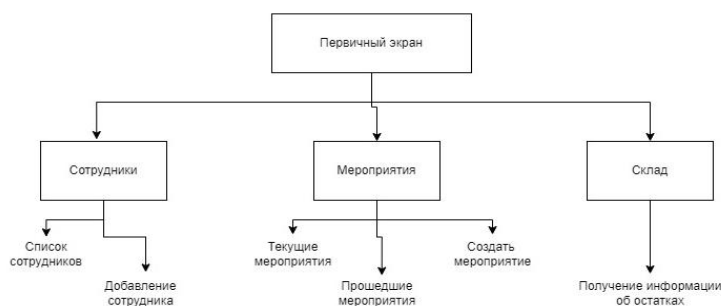 Первичный экран
Сотрудники
Мероприятия
Склад
Список
сотрудников
Добавление
сотрудника
Текущие
мероприятия
Прошедшие
мероприятия
Создать
мероприятие
Получение информации
об остатках